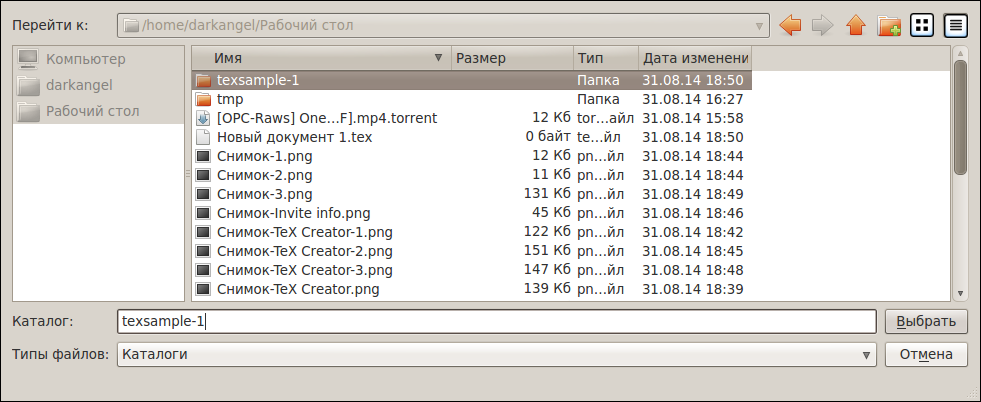 Перейти к: /home/darkangel/Рабочий стол
Компьютер
darkangel
Рабочий стол
Имя Размер Тип Дата изменени
texsample-1 Папка 31.08.14 18:50
tmp Папка 31.08.14 16:27
[OPC-Raws] One...F].mp4.torrent 12 Кб tor...айл 31.08.14 15:58
Новый документ 1.tex 0 байт te...йл 31.08.14 18:50
Снимок-1.png 12 Кб pn...йл 31.08.14 18:44
Снимок-2.png 11 Кб pn...йл 31.08.14 18:44
Снимок-3.png 131 Кб pn...йл 31.08.14 18:49
Снимок-Invite info.png 45 Кб pn...йл 31.08.14 18:46
Снимок-TeX Creator-1.png 122 Кб pn...йл 31.08.14 18:42
Снимок-TeX Creator-2.png 151 Кб pn...йл 31.08.14 18:45
Снимок-TeX Creator-3.png 147 Кб pn...йл 31.08.14 18:48
Снимок-TeX Creator.png 139 Кб pn...йл 31.08.14 18:39
Каталог: texsample-1 Выбрать
Типы файлов: Каталоги Отмена